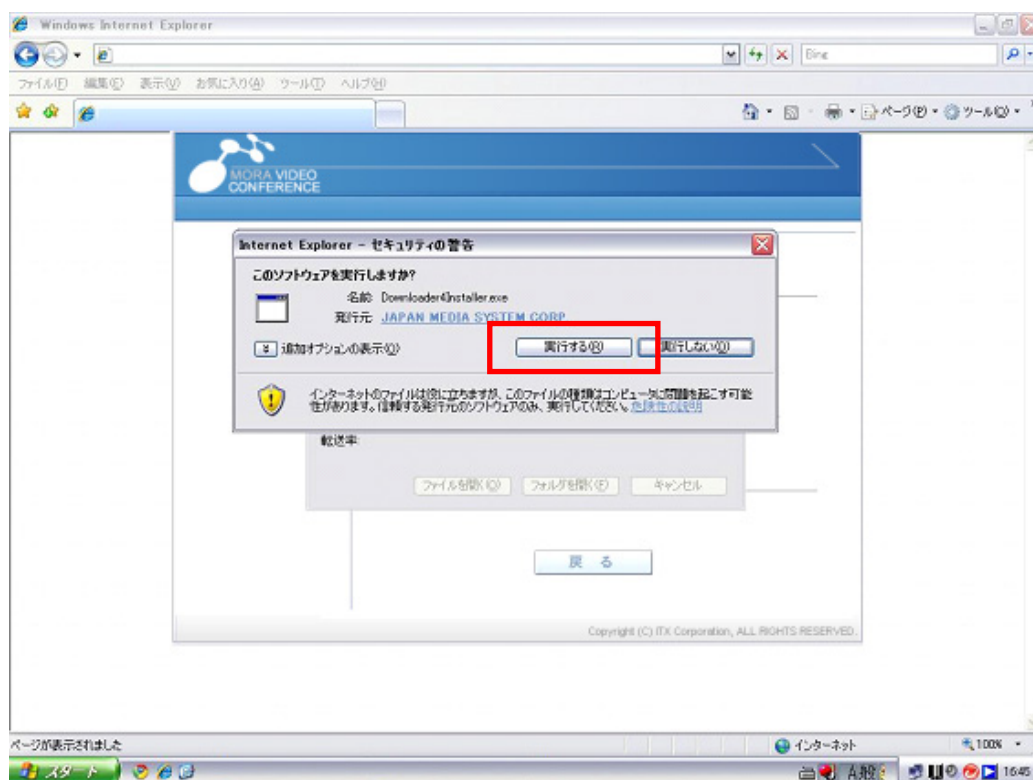 Windows Internet Explorer
Bing
ファイル(F) 編集(E) 表示(V) お気に入り(A) ツール(T) ヘルプ(H)
ページ(P) ツール(O)
MORA VIDEO
CONFERENCE
Internet Explorer - セキュリティの警告
このソフトウェアを実行しますか?
名前: Downloader4Installer.exe
発行元: JAPAN MEDIA SYSTEM CORP
追加オプションの表示(O)
実行する(R) 実行しない(D)
インターネットのファイルは役に立ちますが、このファイルの種類はコンピュータに問題を起こす可能
性があります。信頼する発行元のソフトウェアのみ、実行してください。危険性の説明
転送率:
ファイルを開く(O) フォルダを開く(F) キャンセル
戻る
Copyright (C) ITX Corporation, ALL RIGHTS RESERVED.
ページが表示されました
インターネット
100%
スタート
A 般
16:45